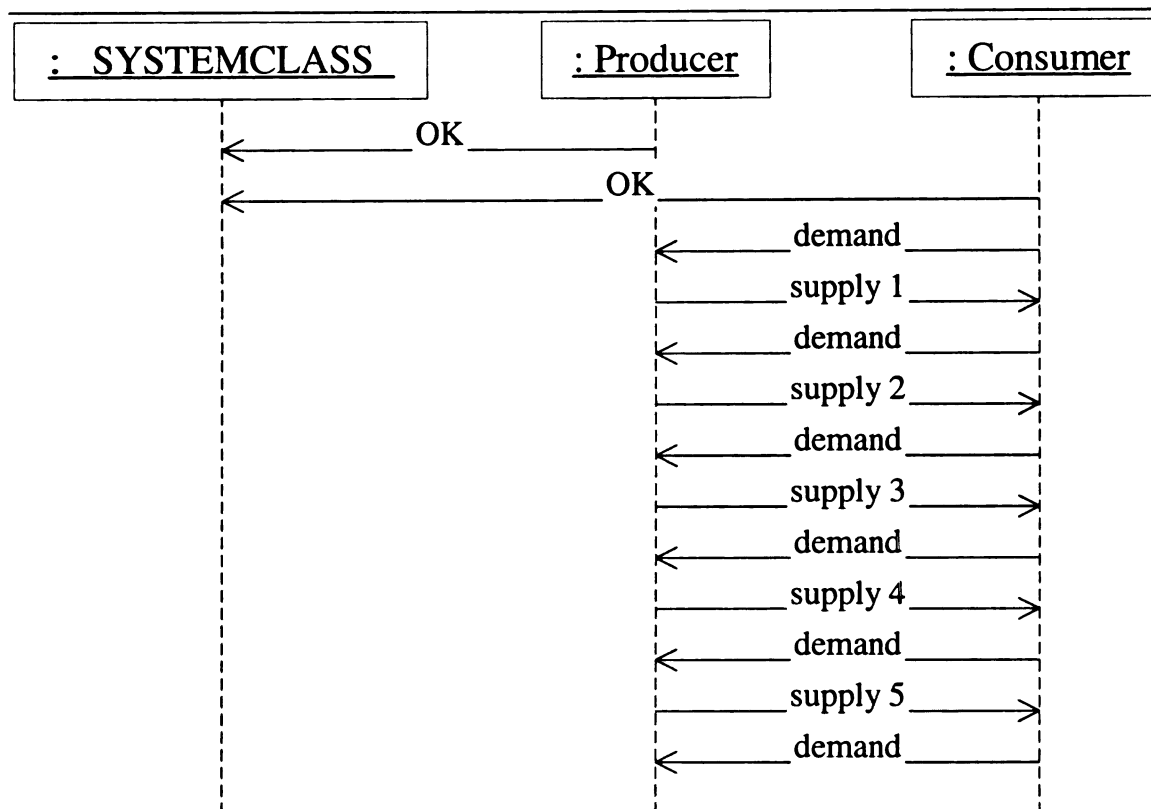 : SYSTEMCLASS
: Producer
: Consumer
OK
OK
demand
supply 1
demand
supply 2
demand
supply 3
demand
supply 4
demand
supply 5
demand